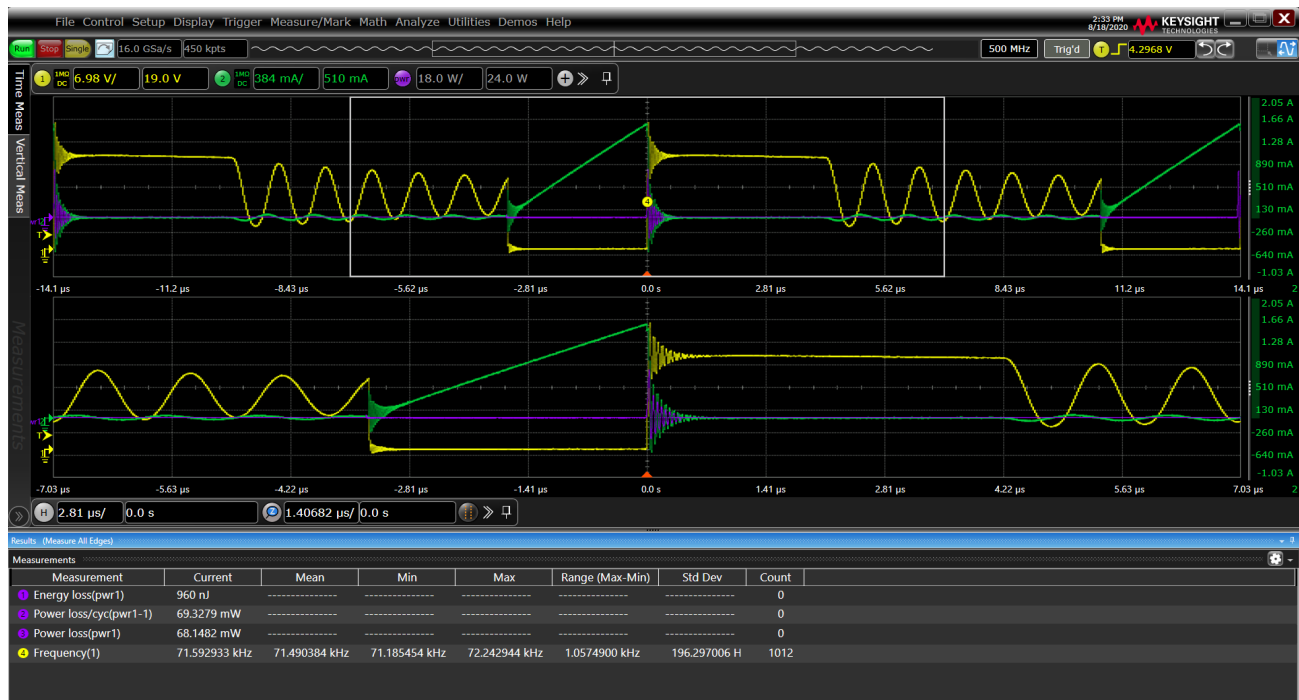 File Control Setup Display Trigger Measure/Mark Math Analyze Utilities Demos Help
2:33 PM
8/18/2020
KEYSIGHT
TECHNOLOGIES
Run Stop Single 16.0 GSa/s 450 kpts 500 MHz Trig'd T 4.2968 V
1 1MΩ DC 6.98 V/ 19.0 V 2 1MΩ DC 384 mA/ 510 mA pwr 18.0 W/ 24.0 W
Time Meas
Vertical Meas
Measurements
2.05 A
1.66 A
1.28 A
890 mA
510 mA
130 mA
-260 mA
-640 mA
-1.03 A
4
T
-14.1 µs -11.2 µs -8.43 µs -5.62 µs -2.81 µs 0.0 s 2.81 µs 5.62 µs 8.43 µs 11.2 µs 14.1 µs 2
2.05 A
1.66 A
1.28 A
890 mA
510 mA
130 mA
-260 mA
-640 mA
-1.03 A
T
-7.03 µs -5.63 µs -4.22 µs -2.81 µs -1.41 µs 0.0 s 1.41 µs 2.81 µs 4.22 µs 5.63 µs 7.03 µs 2
H 2.81 µs/ 0.0 s 1.40682 µs/ 0.0 s
Results (Measure All Edges)
Measurements
Measurement Current Mean Min Max Range (Max-Min) Std Dev Count
1 Energy loss(pwr1) 960 nJ --------------- --------------- --------------- --------------- --------------- 0
2 Power loss/cyc(pwr1-1) 69.3279 mW --------------- --------------- --------------- --------------- --------------- 0
3 Power loss(pwr1) 68.1482 mW --------------- --------------- --------------- --------------- --------------- 0
4 Frequency(1) 71.592933 kHz 71.490384 kHz 71.185454 kHz 72.242944 kHz 1.0574900 kHz 196.297006 H 1012